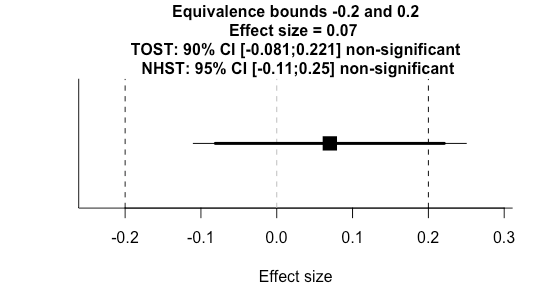 Equivalence bounds -0.2 and 0.2
Effect size = 0.07
TOST: 90% CI [-0.081;0.221] non-significant
NHST: 95% CI [-0.11;0.25] non-significant
-0.2 -0.1 0.0 0.1 0.2 0.3
Effect size